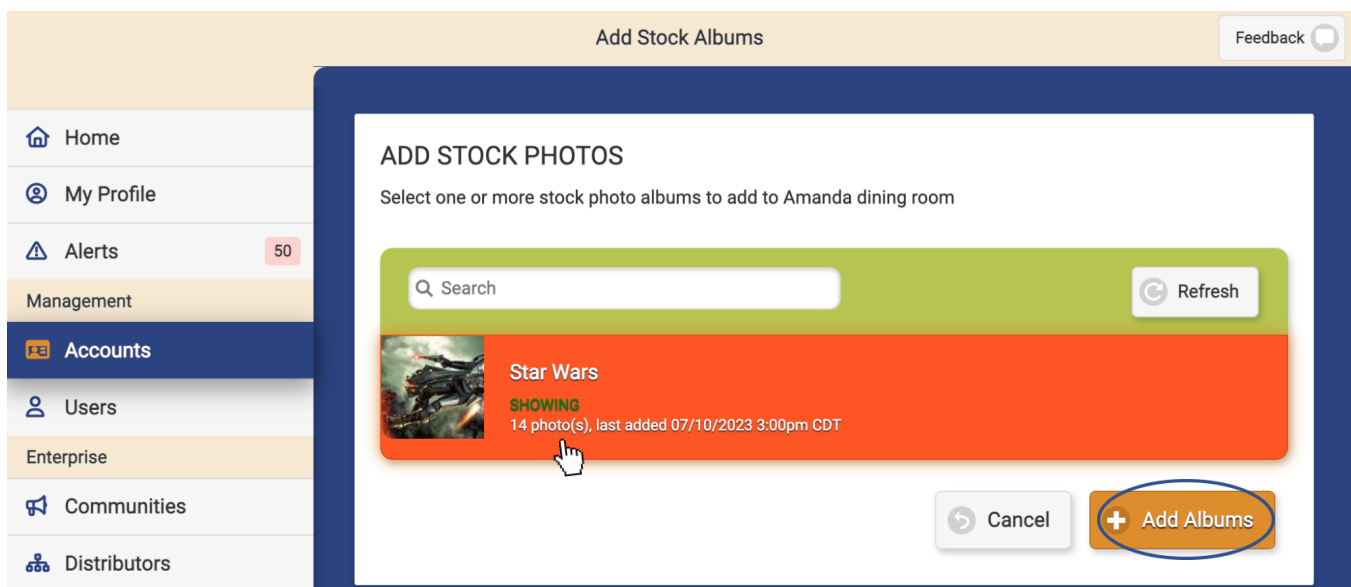 Add Stock Albums
Feedback
Home
My Profile
Alerts
50
Management
Accounts
Users
Enterprise
Communities
Distributors
ADD STOCK PHOTOS
Select one or more stock photo albums to add to Amanda dining room
Search
Refresh
Star Wars
SHOWING
14 photo(s), last added 07/10/2023 3:00pm CDT
Cancel
Add Albums